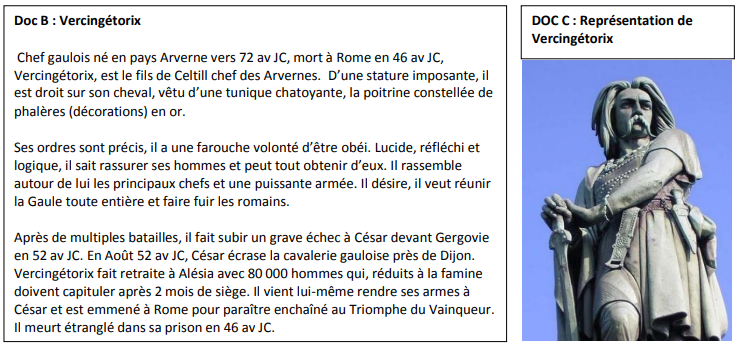 Doc B : Vercingétorix
Chef gaulois né en pays Arverne vers 72 av JC, mort à Rome en 46 av JC,
Vercingétorix, est le fils de Celtill chef des Arvernes. D’une stature imposante, il
est droit sur son cheval, vêtu d’une tunique chatoyante, la poitrine constellée de
phalères (décorations) en or.
Ses ordres sont précis, il a une farouche volonté d’être obéi. Lucide, réfléchi et
logique, il sait rassurer ses hommes et peut tout obtenir d’eux. Il rassemble
autour de lui les principaux chefs et une puissante armée. Il désire, il veut réunir
la Gaule toute entière et faire fuir les romains.
Après de multiples batailles, il fait subir un grave échec à César devant Gergovie
en 52 av JC. En Août 52 av JC, César écrase la cavalerie gauloise près de Dijon.
Vercingétorix fait retraite à Alésia avec 80 000 hommes qui, réduits à la famine
doivent capituler après 2 mois de siège. Il vient lui-même rendre ses armes à
César et est emmené à Rome pour paraître enchaîné au Triomphe du Vainqueur.
Il meurt étranglé dans sa prison en 46 av JC.
DOC C : Représentation de
Vercingétorix